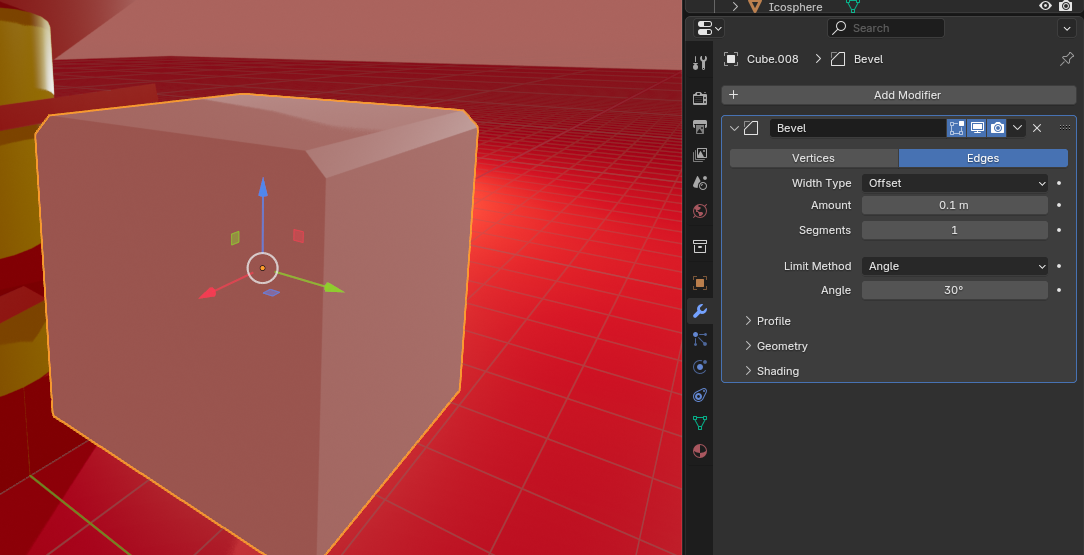 Icosphere
Search
Cube.008 Bevel
Add Modifier
Bevel
Vertices Edges
Width Type Offset
Amount 0.1 m
Segments 1
Limit Method Angle
Angle 30°
Profile
Geometry
Shading